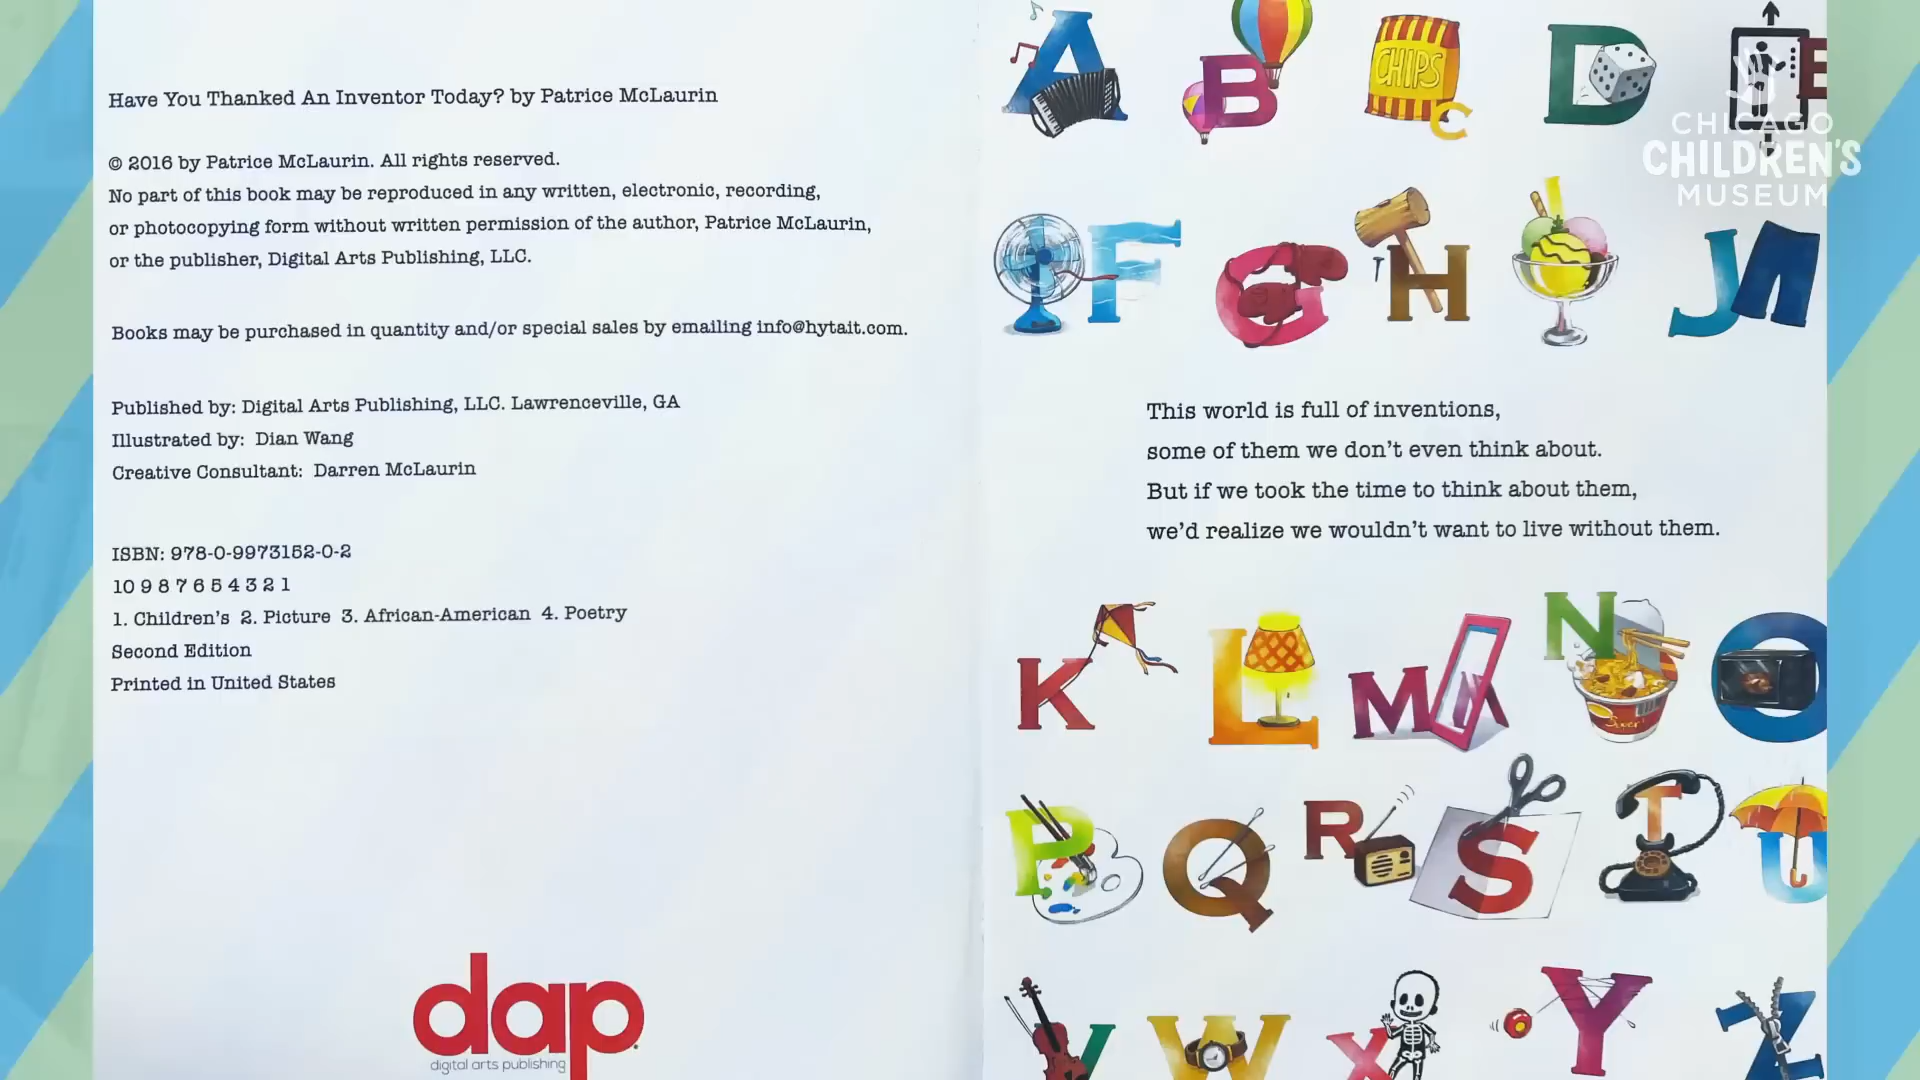 Have You Thanked An Inventor Today? by Patrice McLaurin
© 2016 by Patrice McLaurin. All rights reserved.
No part of this book may be reproduced in any written, electronic, recording,
or photocopying form without written permission of the author, Patrice McLaurin,
or the publisher, Digital Arts Publishing, LLC.
Books may be purchased in quantity and/or special sales by emailing info@hytait.com.
Published by: Digital Arts Publishing, LLC. Lawrenceville, GA
Illustrated by: Dian Wang
Creative Consultant: Darren McLaurin
ISBN: 978-0-9973152-0-2
10 9 8 7 6 5 4 3 2 1
1. Children's 2. Picture 3. African-American 4. Poetry
Second Edition
Printed in United States
dap
digital arts publishing
A B CHIPS C D E
CHICAGO
CHILDREN'S
MUSEUM
F G H I J
This world is full of inventions,
some of them we don't even think about.
But if we took the time to think about them,
we'd realize we wouldn't want to live without them.
K L M N O
P Q R S T U
V W X Y Z